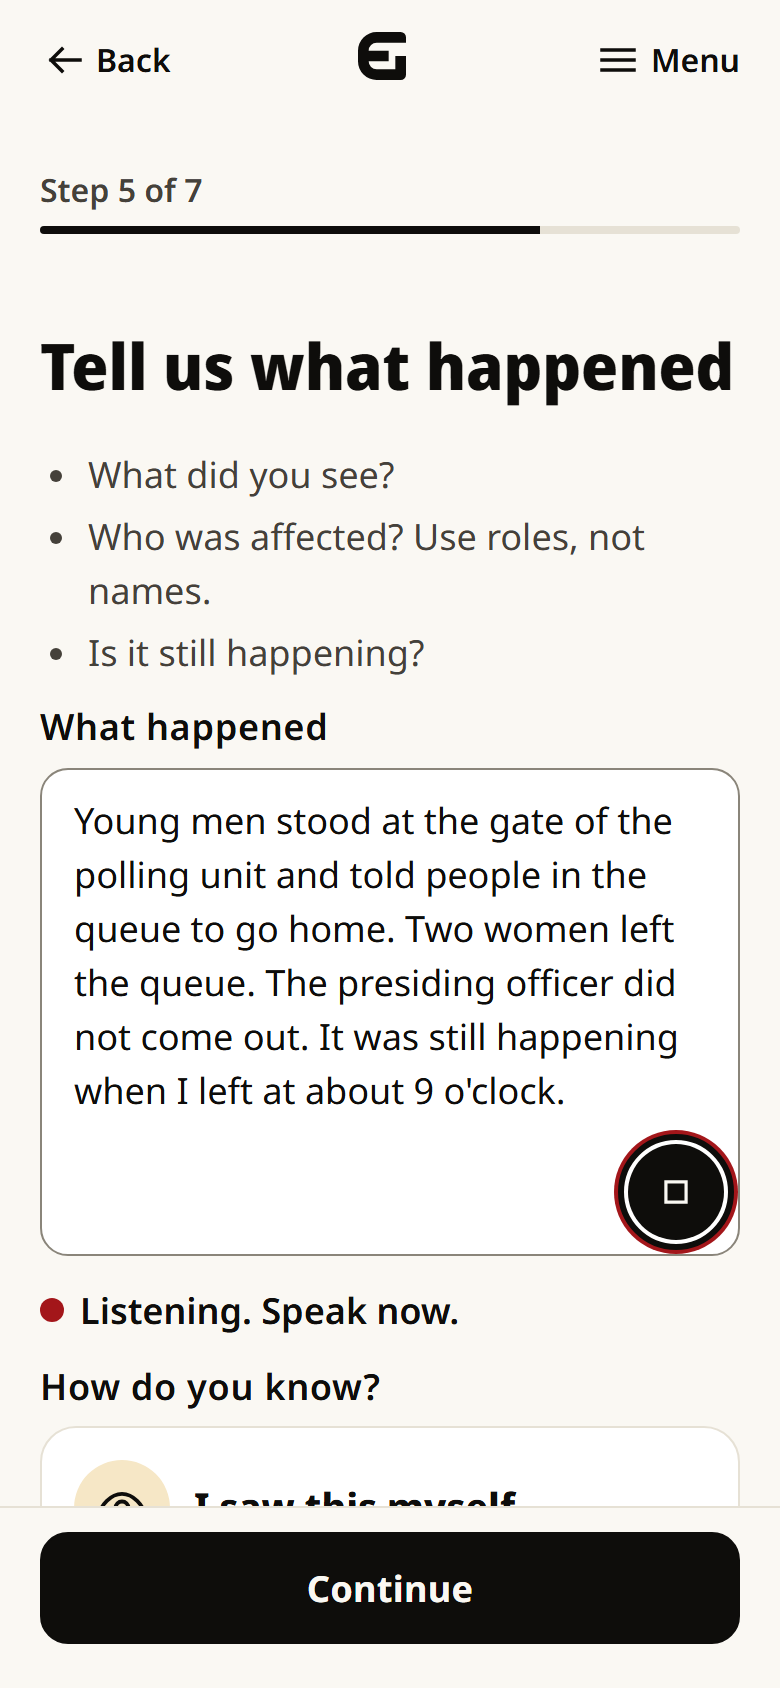 Back
Menu
Step 5 of 7
Tell us what happened
What did you see?
Who was affected? Use roles, not
names.
Is it still happening?
What happened
Young men stood at the gate of the
polling unit and told people in the
queue to go home. Two women left
the queue. The presiding officer did
not come out. It was still happening
when I left at about 9 o'clock.
Listening. Speak now.
How do you know?
I saw this myself
Continue